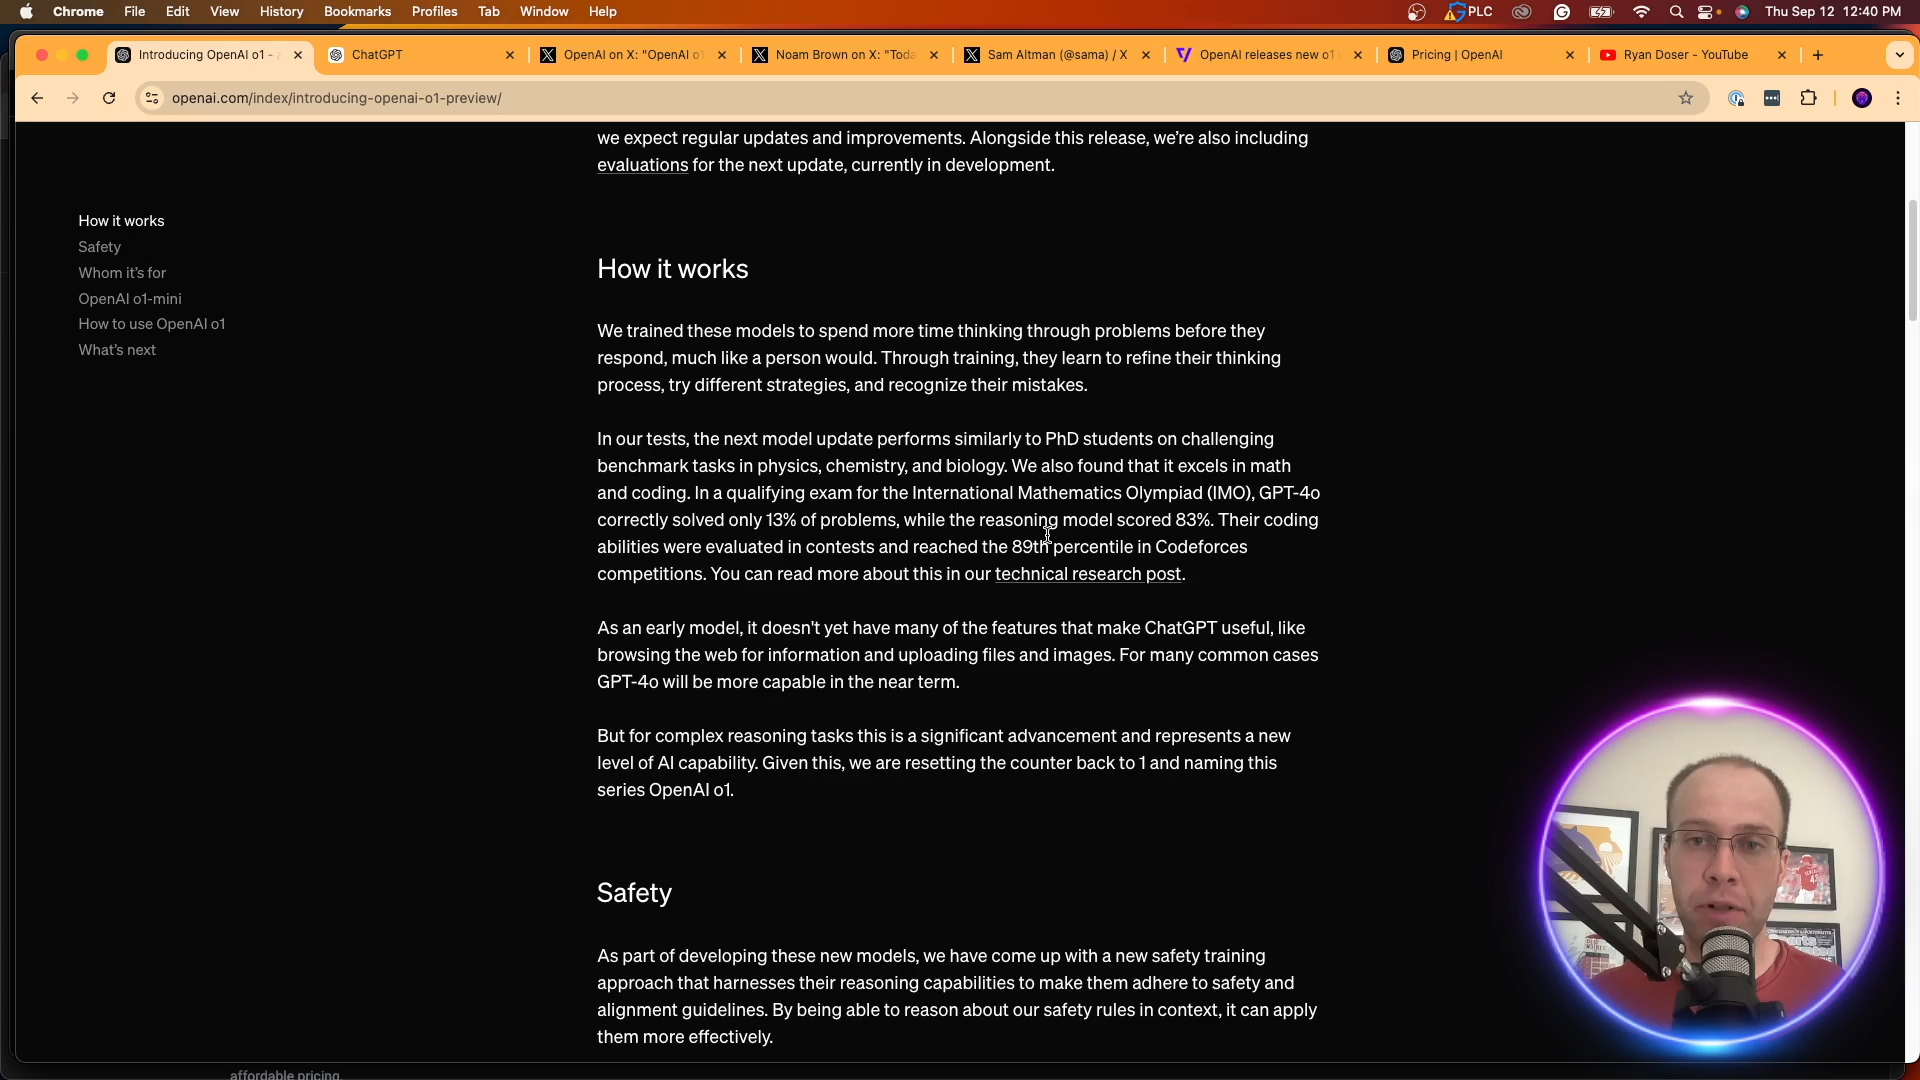 Chrome File Edit View History Bookmarks Profiles Tab Window Help PLC Thu Sep 12 12:40 PM
Introducing OpenAI o1 - ChatGPT OpenAI on X: "OpenAI o1 Noam Brown on X: "Toda Sam Altman (@sama) / X OpenAI releases new o1 Pricing | OpenAI Ryan Doser - YouTube
openai.com/index/introducing-openai-o1-preview/
we expect regular updates and improvements. Alongside this release, we’re also including
evaluations for the next update, currently in development.
How it works
Safety
Whom it’s for
OpenAI o1-mini
How to use OpenAI o1
What’s next
How it works
We trained these models to spend more time thinking through problems before they
respond, much like a person would. Through training, they learn to refine their thinking
process, try different strategies, and recognize their mistakes.
In our tests, the next model update performs similarly to PhD students on challenging
benchmark tasks in physics, chemistry, and biology. We also found that it excels in math
and coding. In a qualifying exam for the International Mathematics Olympiad (IMO), GPT-4o
correctly solved only 13% of problems, while the reasoning model scored 83%. Their coding
abilities were evaluated in contests and reached the 89th percentile in Codeforces
competitions. You can read more about this in our technical research post.
As an early model, it doesn't yet have many of the features that make ChatGPT useful, like
browsing the web for information and uploading files and images. For many common cases
GPT-4o will be more capable in the near term.
But for complex reasoning tasks this is a significant advancement and represents a new
level of AI capability. Given this, we are resetting the counter back to 1 and naming this
series OpenAI o1.
Safety
As part of developing these new models, we have come up with a new safety training
approach that harnesses their reasoning capabilities to make them adhere to safety and
alignment guidelines. By being able to reason about our safety rules in context, it can apply
them more effectively.
affordable pricing.